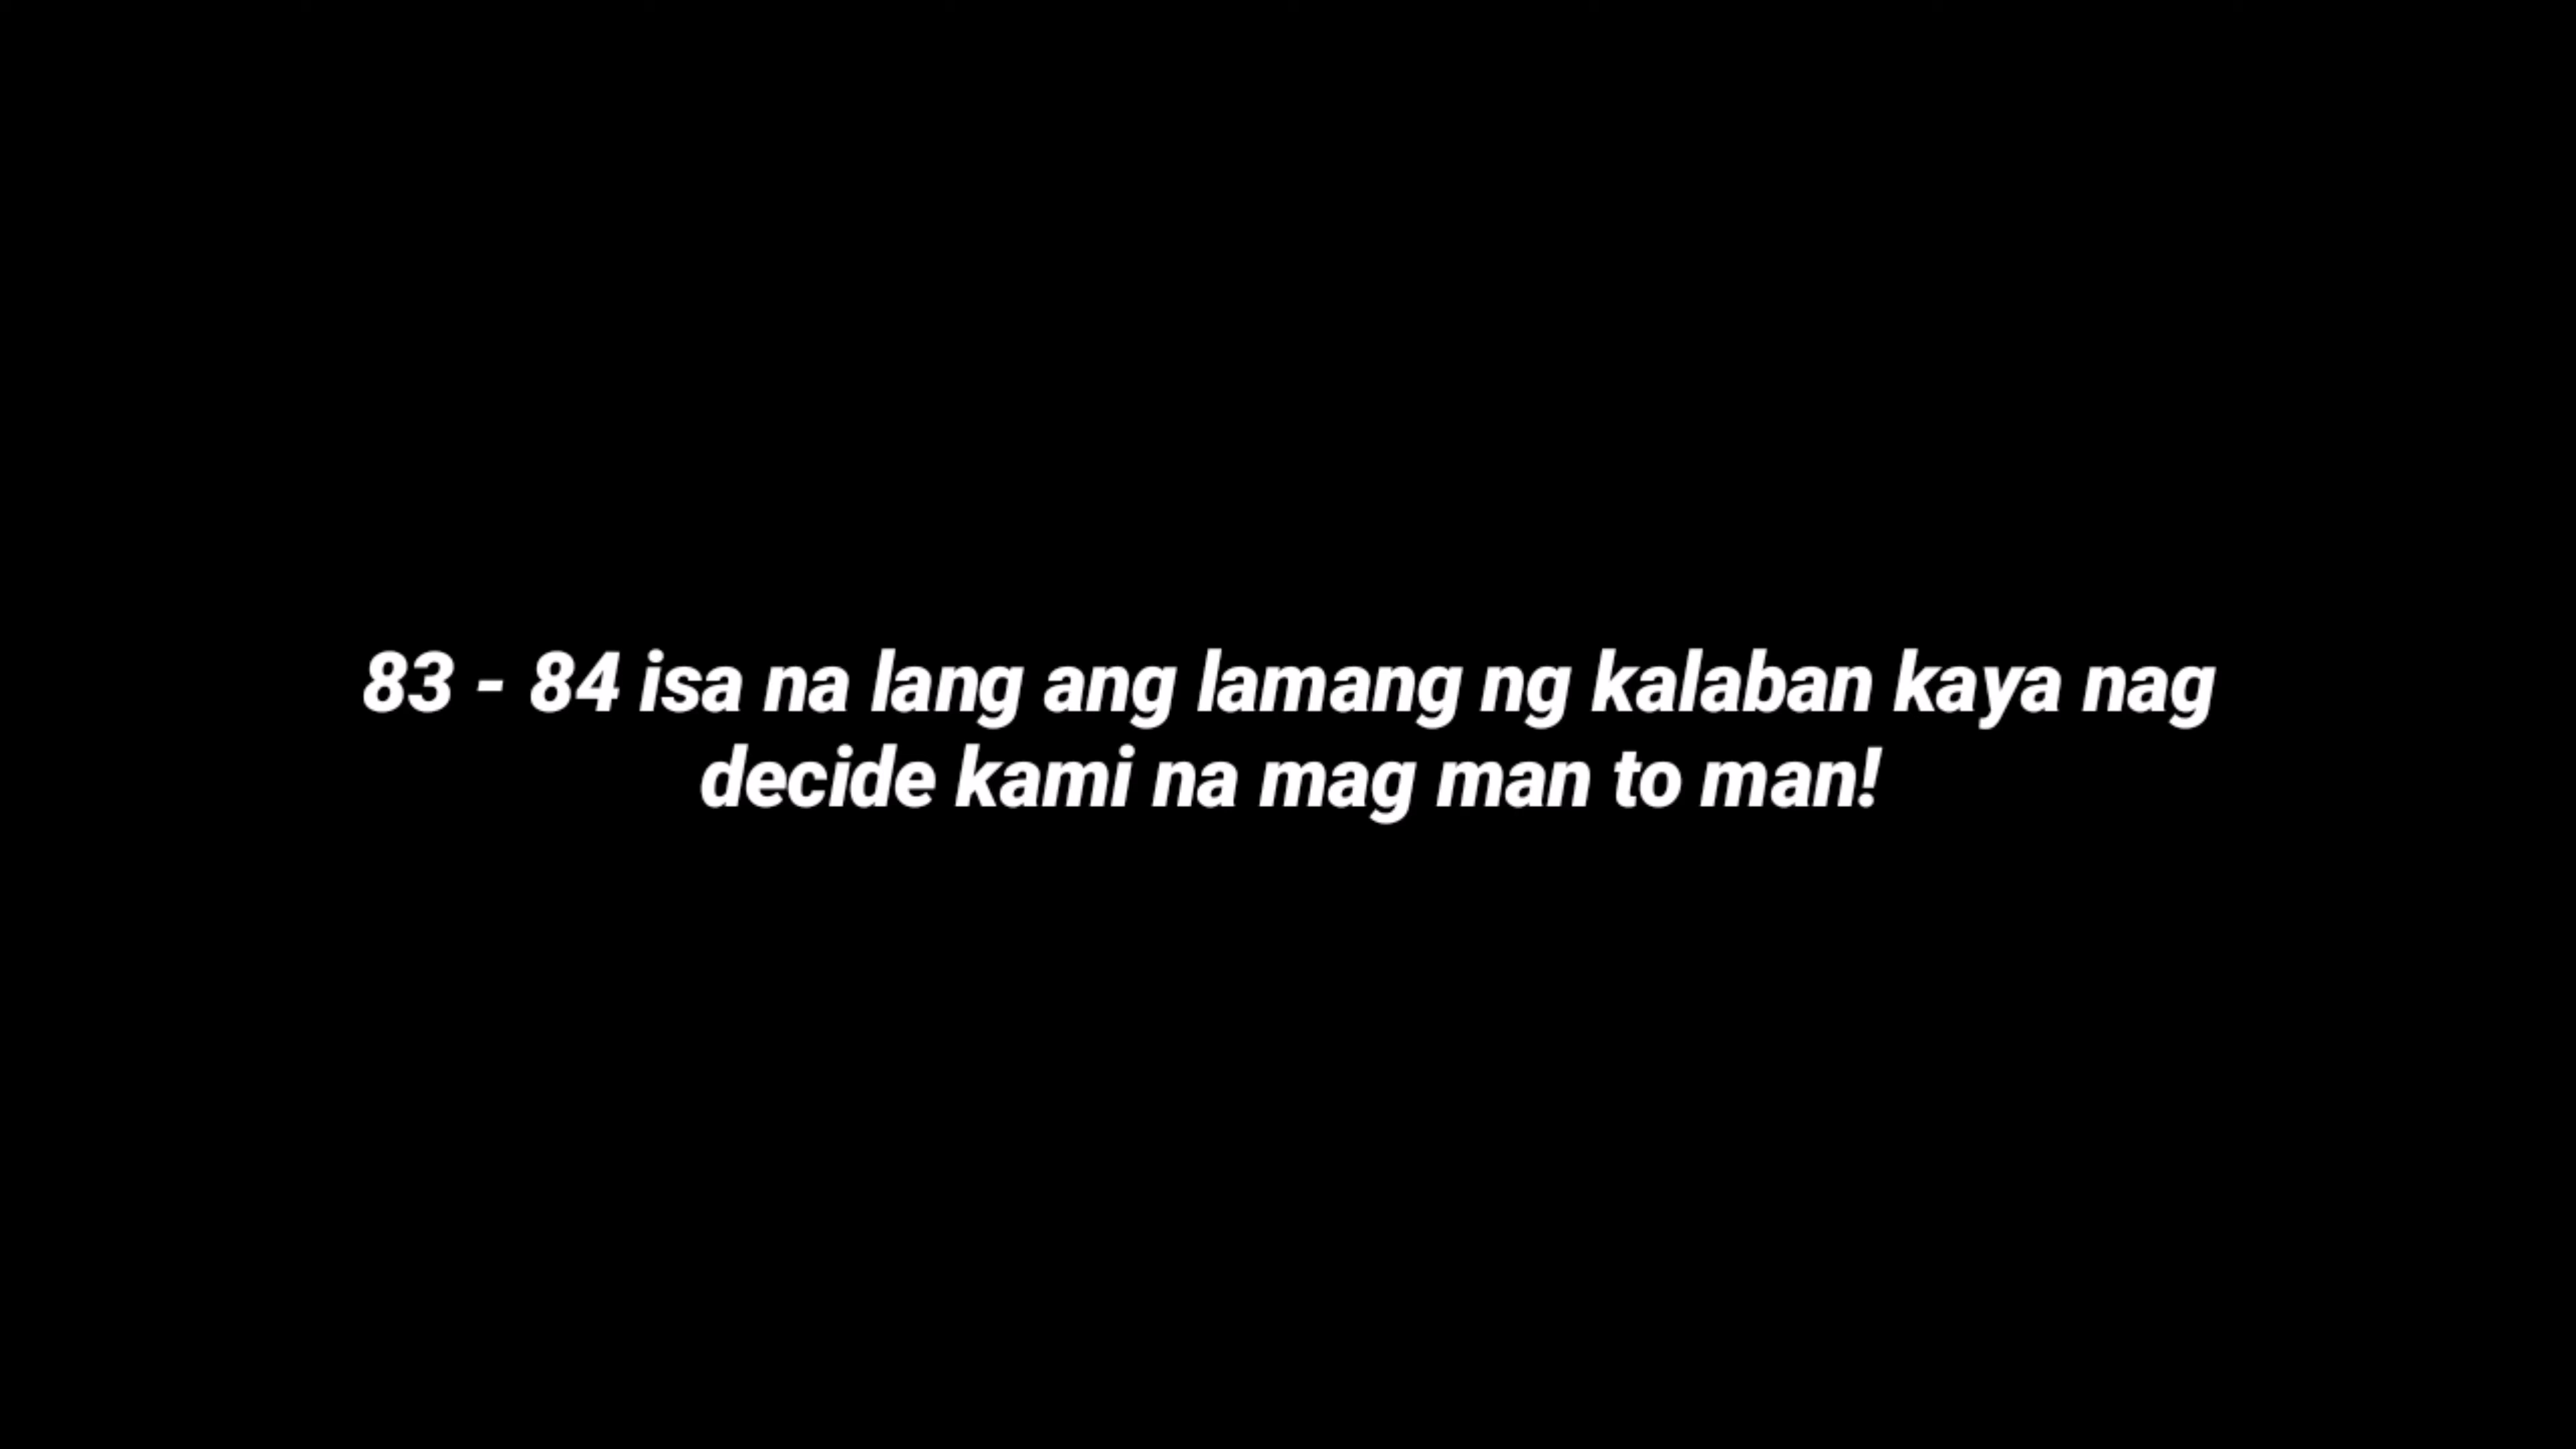 83 - 84 isa na lang ang lamang ng kalaban kaya nag
decide kami na mag man to man!